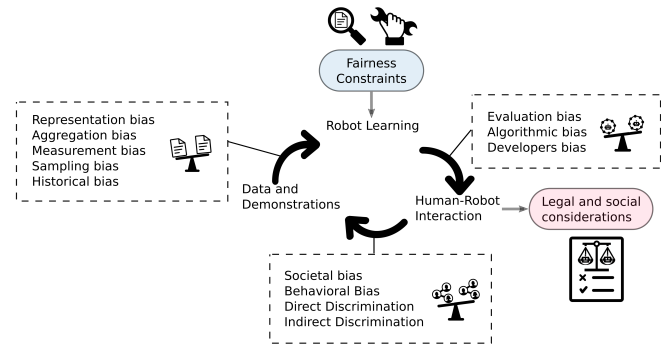 Fairness
Constraints
Robot Learning
Representation bias
Aggregation bias
Measurement bias
Sampling bias
Historical bias
Evaluation bias
Algorithmic bias
Developers bias
Data and
Demonstrations
Human-Robot
Interaction
Legal and social
considerations
Societal bias
Behavioral Bias
Direct Discrimination
Indirect Discrimination